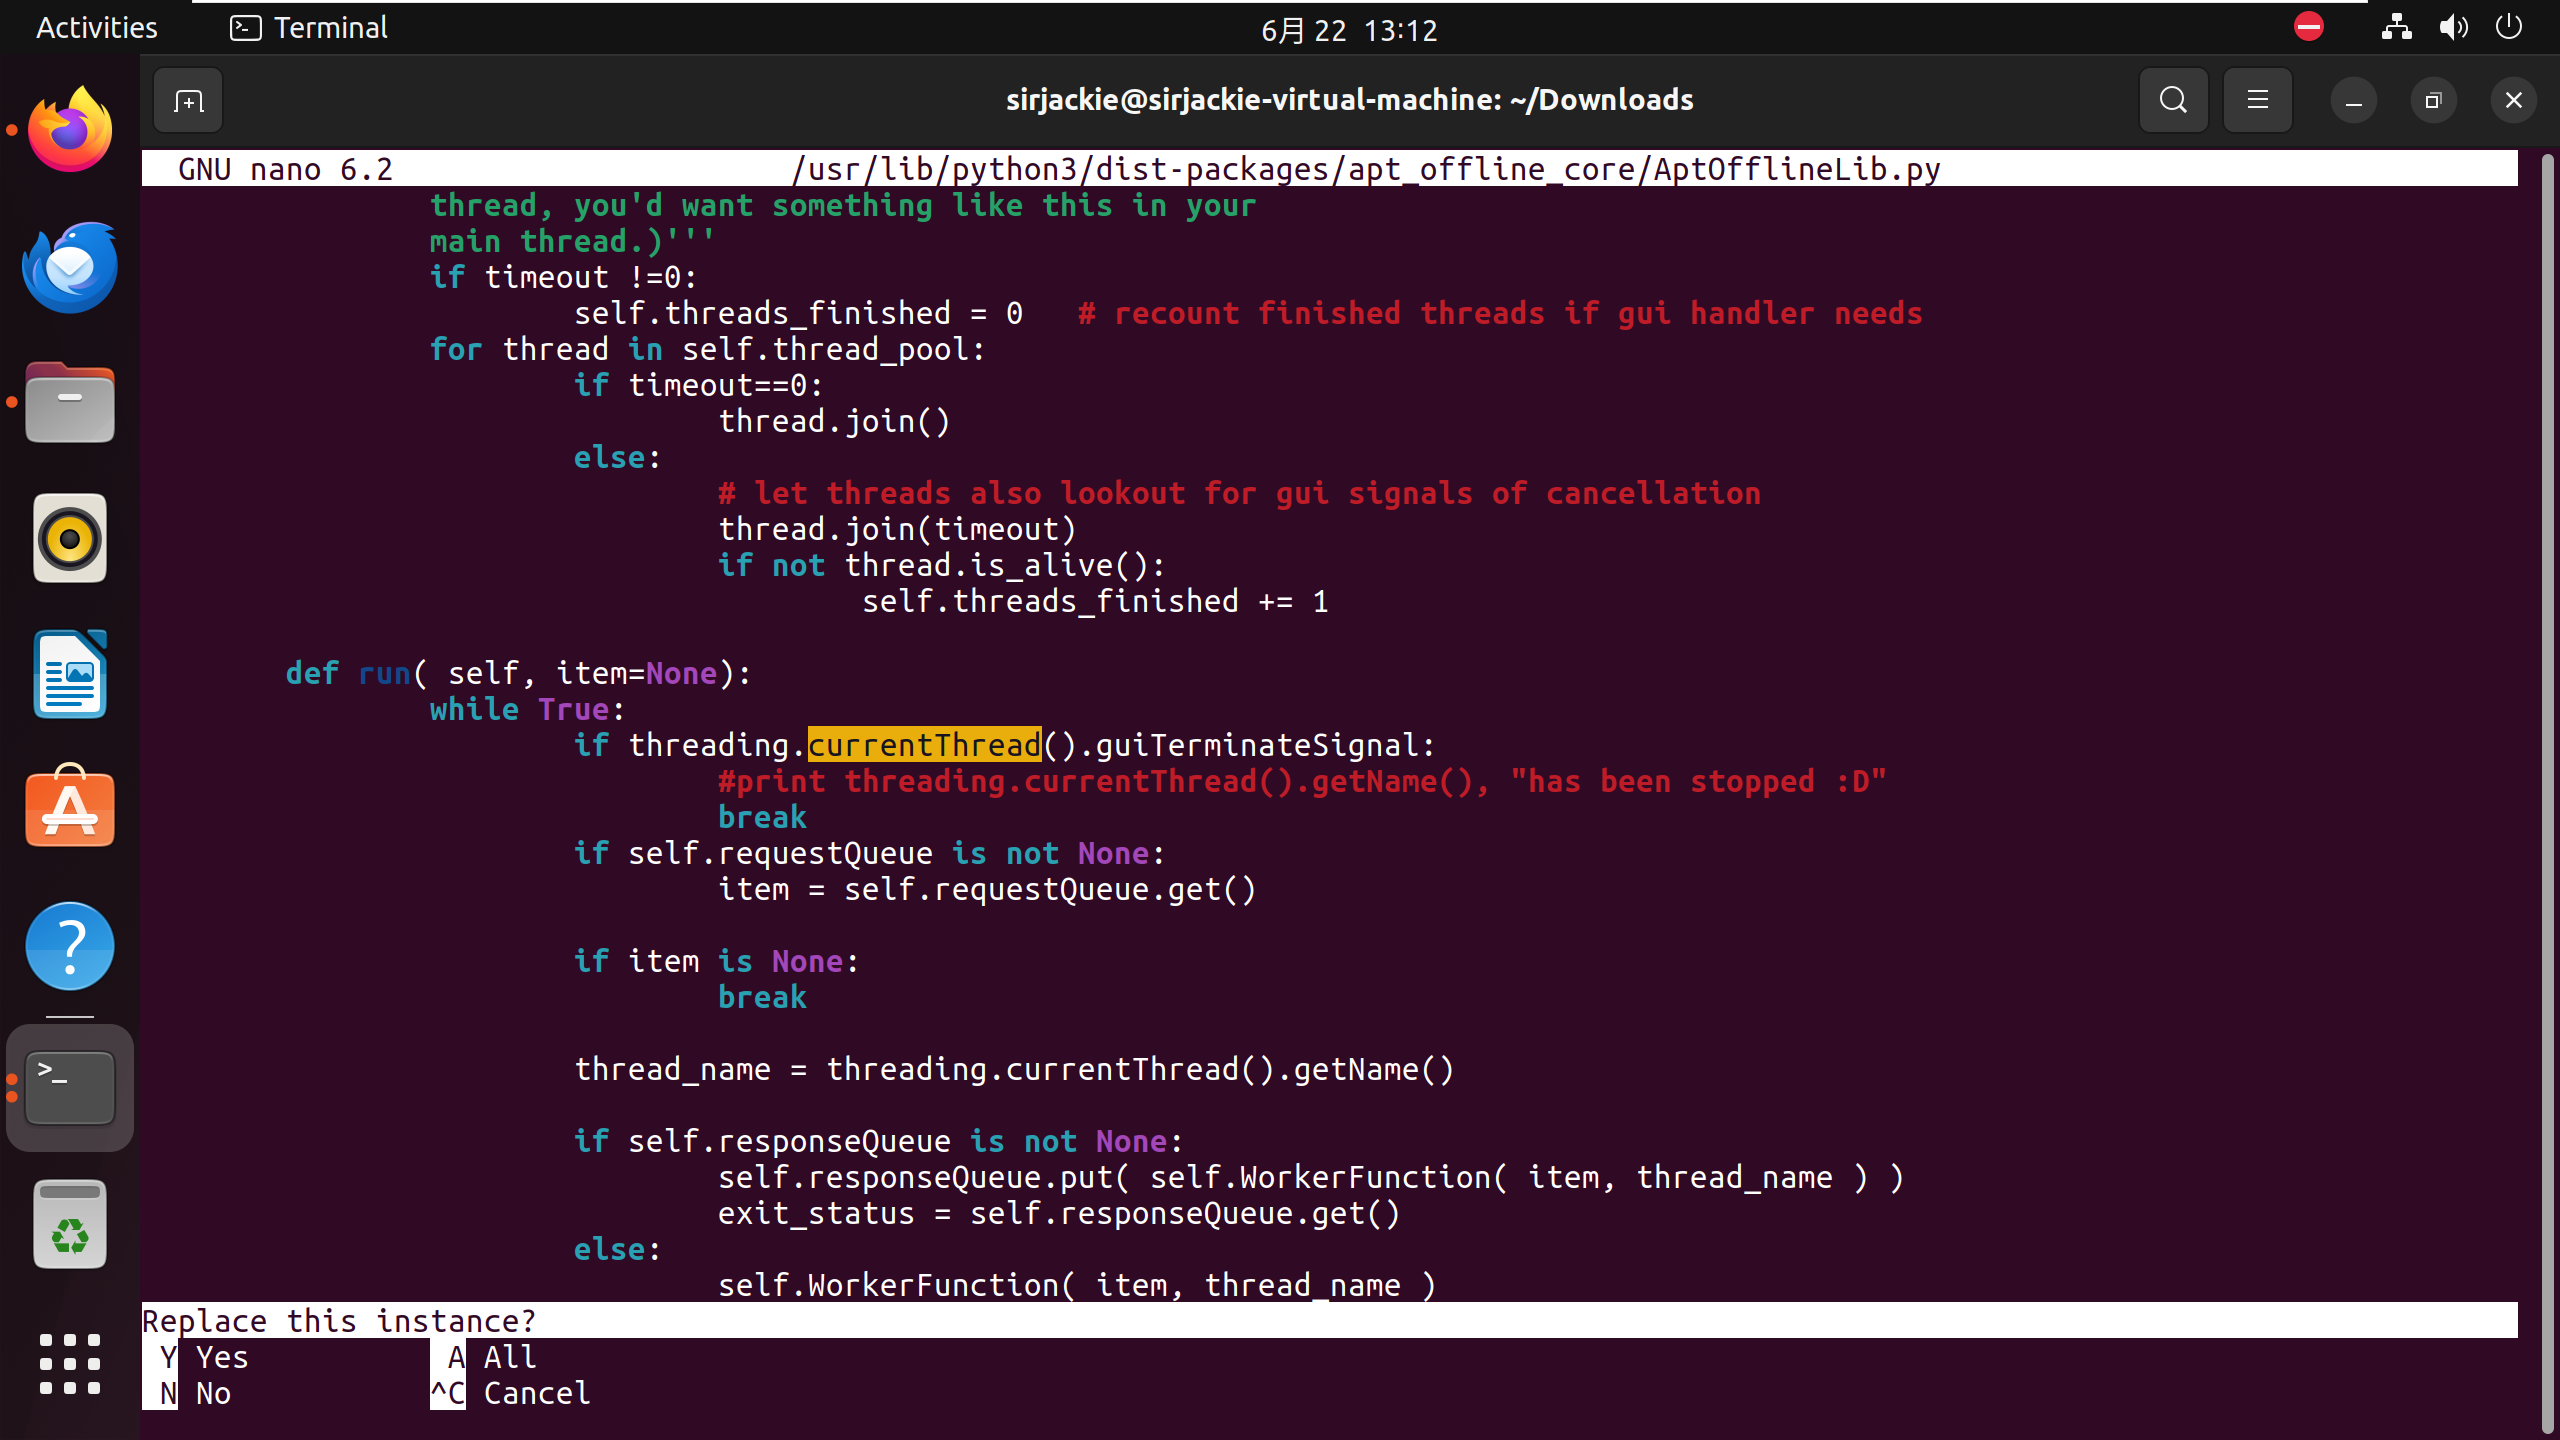 Activities Terminal 6月 22 13:12
sirjackie@sirjackie-virtual-machine: ~/Downloads
GNU nano 6.2 /usr/lib/python3/dist-packages/apt_offline_core/AptOfflineLib.py
thread, you'd want something like this in your
main thread.)'''
if timeout !=0:
self.threads_finished = 0 # recount finished threads if gui handler needs
for thread in self.thread_pool:
if timeout==0:
thread.join()
else:
# let threads also lookout for gui signals of cancellation
thread.join(timeout)
if not thread.is_alive():
self.threads_finished += 1
def run( self, item=None):
while True:
if threading.currentThread().guiTerminateSignal:
#print threading.currentThread().getName(), "has been stopped :D"
break
if self.requestQueue is not None:
item = self.requestQueue.get()
if item is None:
break
thread_name = threading.currentThread().getName()
if self.responseQueue is not None:
self.responseQueue.put( self.WorkerFunction( item, thread_name ) )
exit_status = self.responseQueue.get()
else:
self.WorkerFunction( item, thread_name )
Replace this instance?
Y Yes A All
N No ^C Cancel